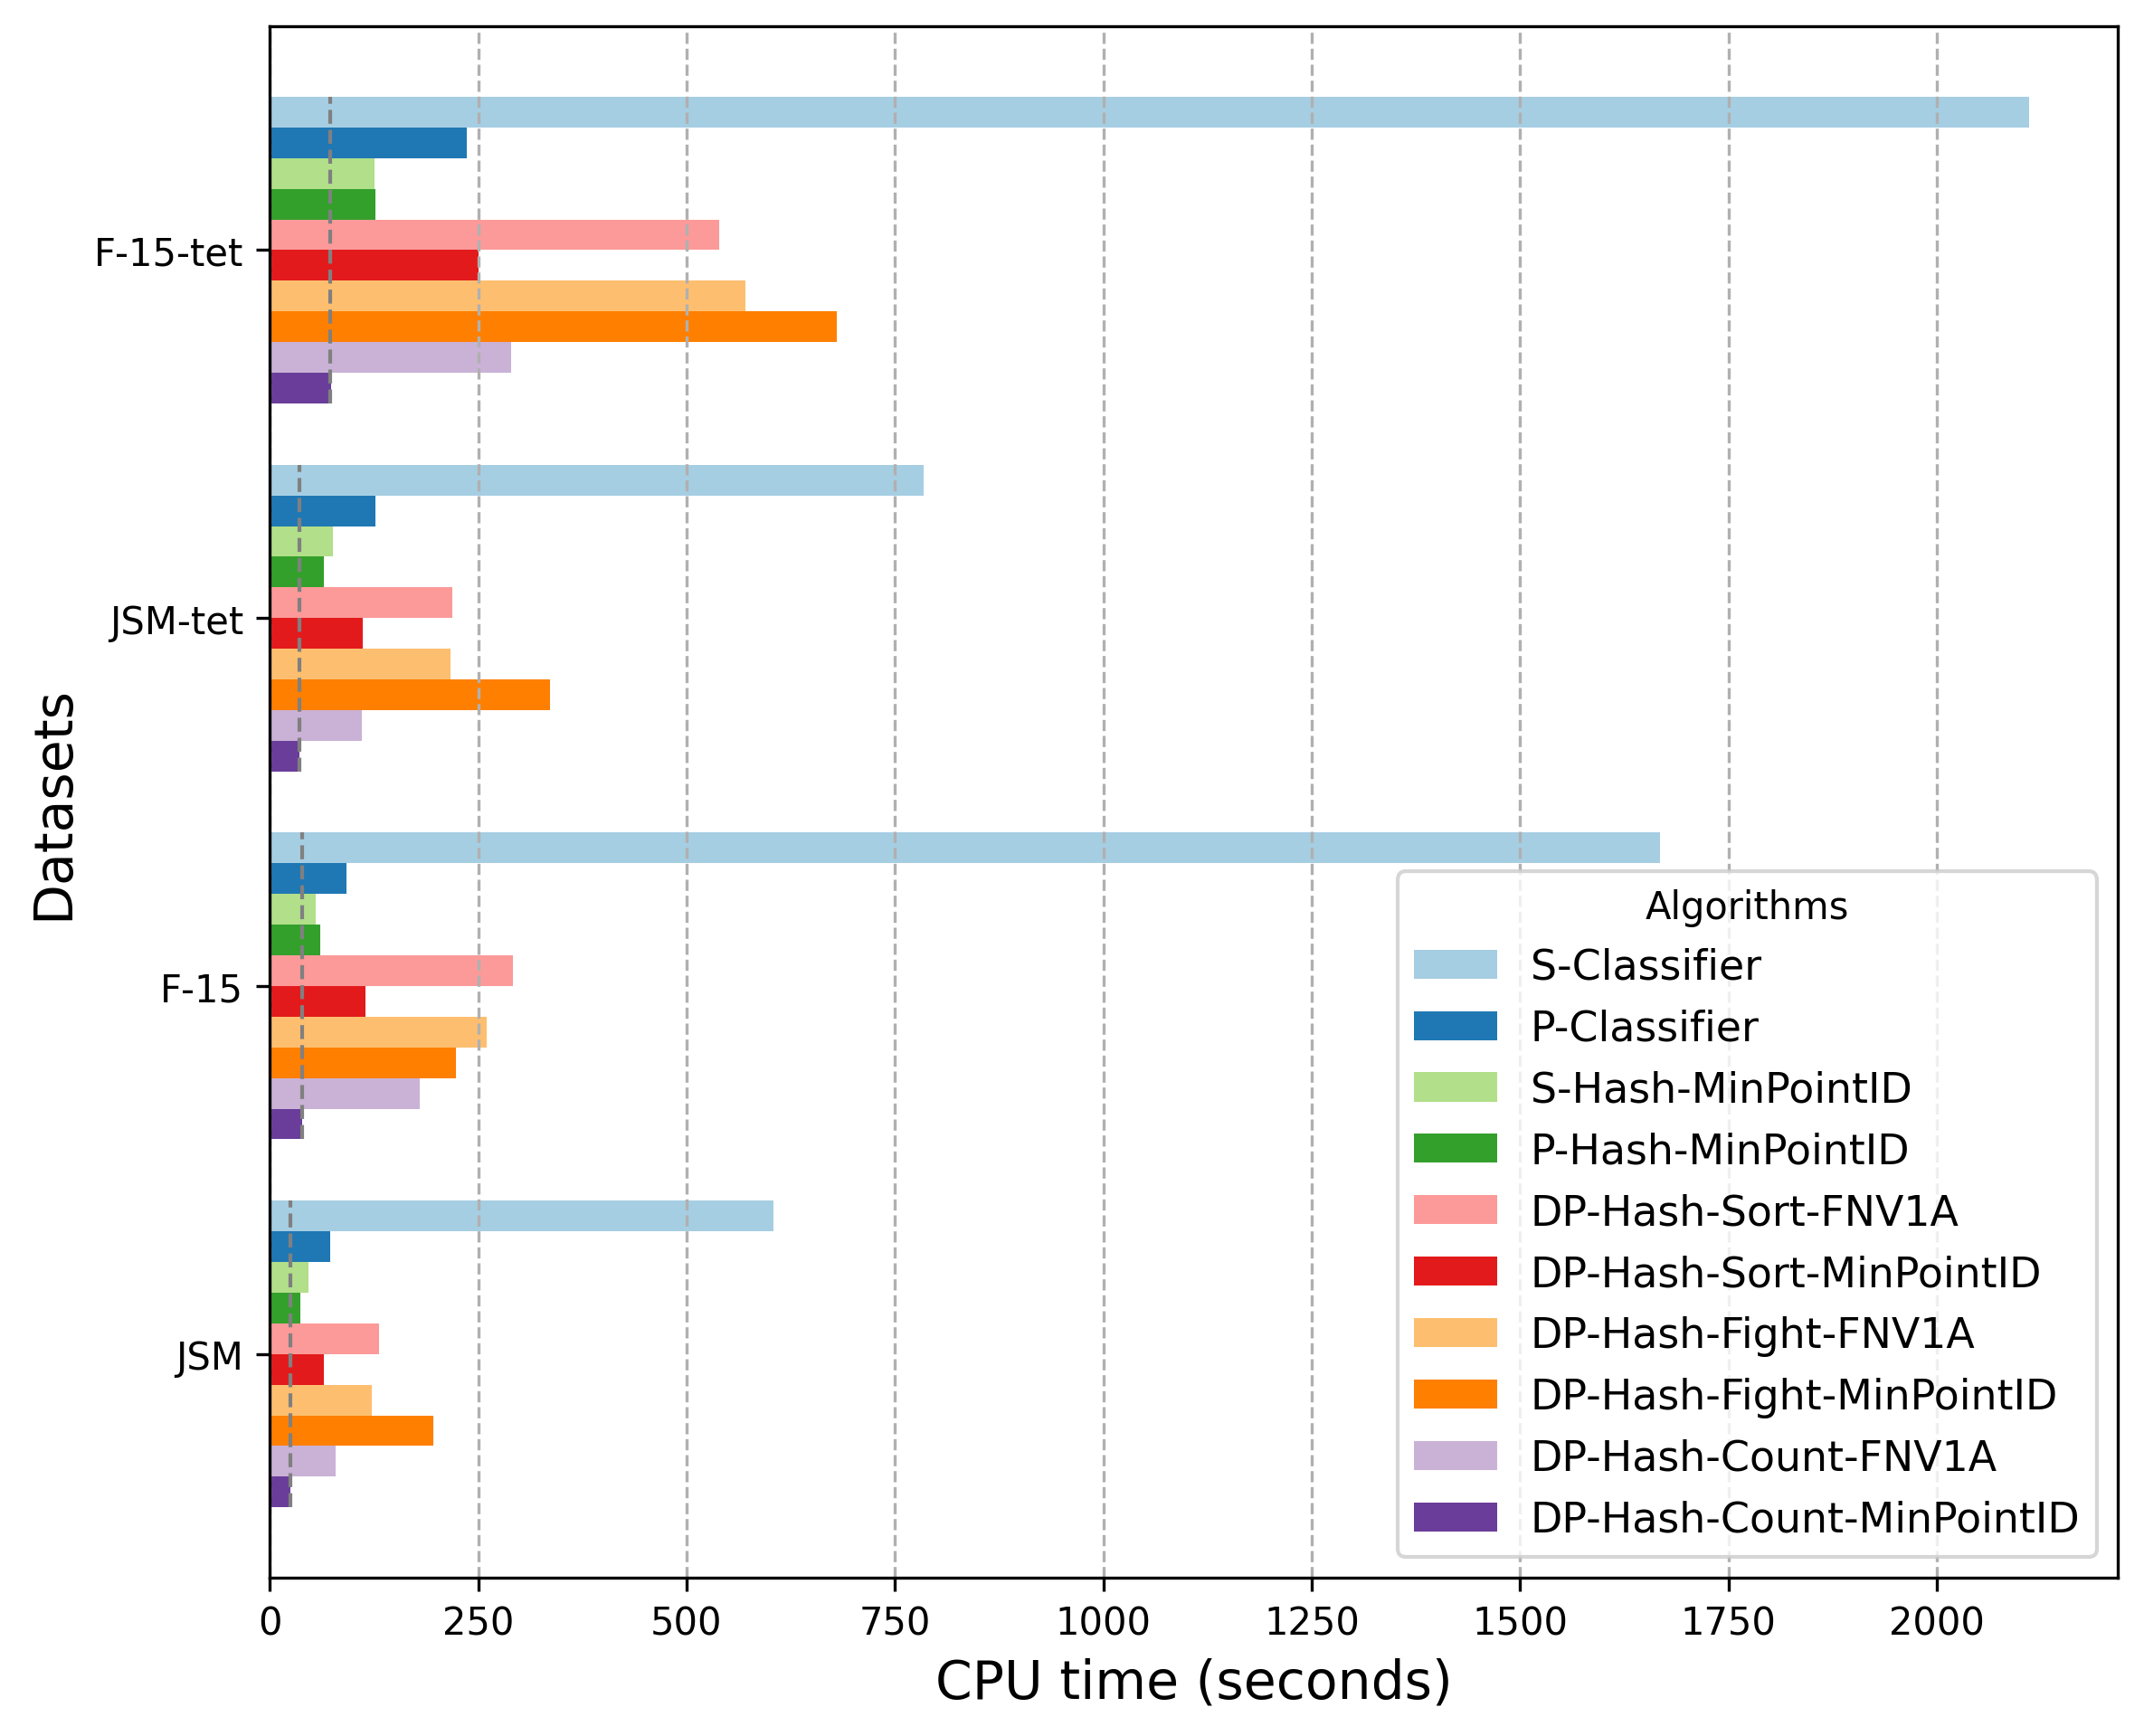 F-15-tet
JSM-tet
F-15
JSM
Datasets
0 250 500 750 1000 1250 1500 1750 2000
CPU time (seconds)
Algorithms
S-Classifier
P-Classifier
S-Hash-MinPointID
P-Hash-MinPointID
DP-Hash-Sort-FNV1A
DP-Hash-Sort-MinPointID
DP-Hash-Fight-FNV1A
DP-Hash-Fight-MinPointID
DP-Hash-Count-FNV1A
DP-Hash-Count-MinPointID